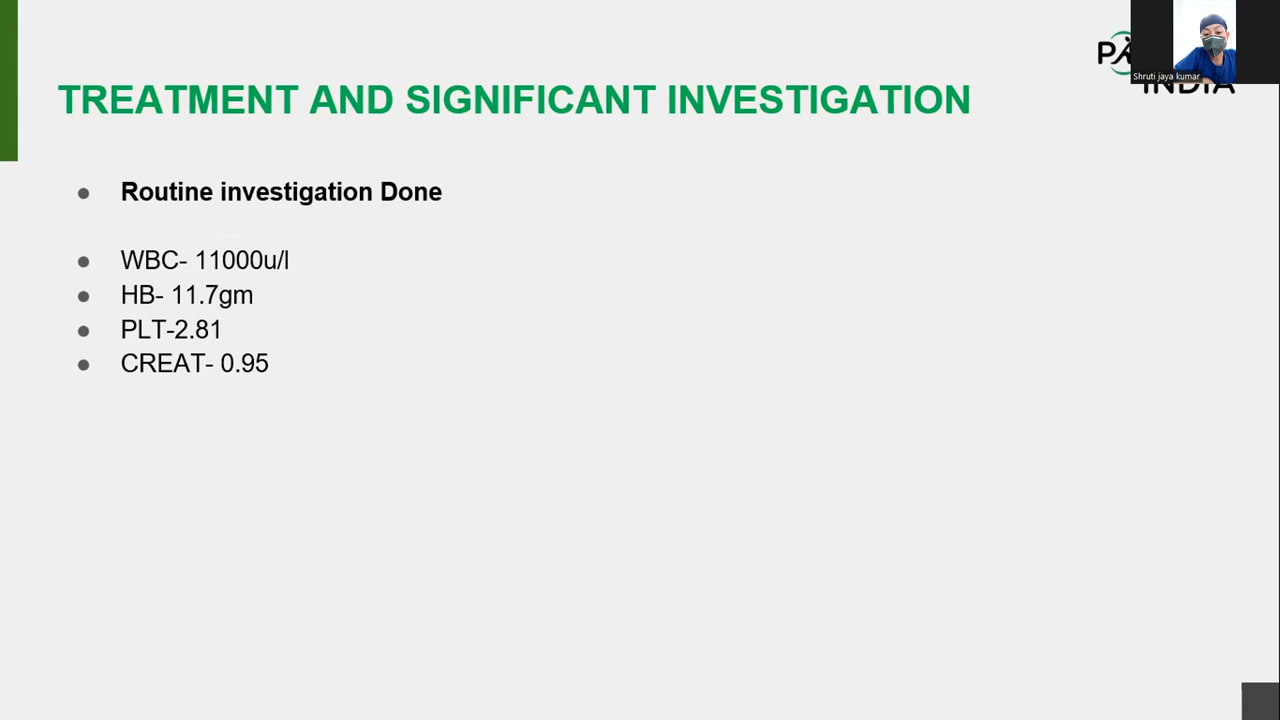 TREATMENT AND SIGNIFICANT INVESTIGATION
Routine investigation Done
WBC- 11000u/l
HB- 11.7gm
PLT-2.81
CREAT- 0.95
Shruti jaya kumar
INDIA